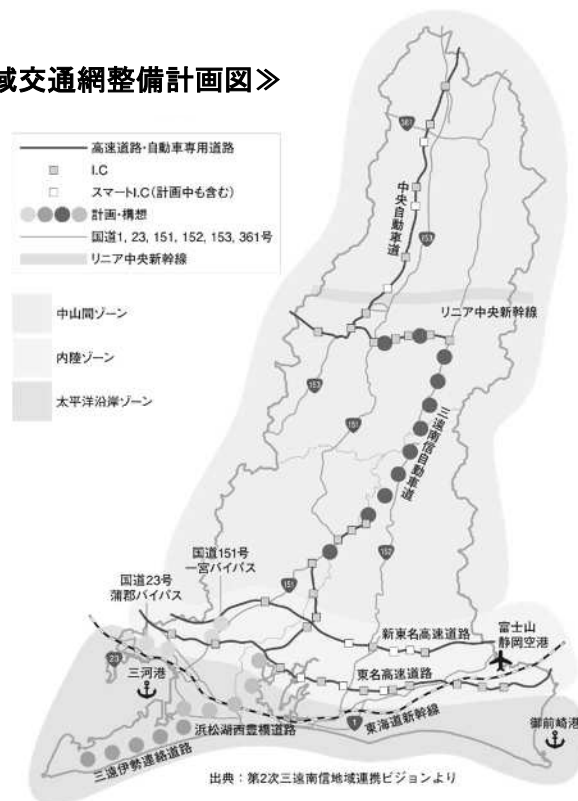 域交通網整備計画図≫
高速道路・自動車専用道路
I.C
スマートI.C(計画中も含む)
計画・構想
国道1, 23, 151, 152, 153, 361号
リニア中央新幹線
中山間ゾーン
内陸ゾーン
太平洋沿岸ゾーン
361
中央自動車道
153
リニア中央新幹線
153
151
三遠南信自動車道
国道151号
一宮バイパス
151
152
国道23号
蒲郡バイパス
新東名高速道路
富士山
静岡空港
23
三河港
東名高速道路
浜松湖西豊橋道路
1
東海道新幹線
御前崎港
三遠伊勢連絡道路
出典：第2次三遠南信地域連携ビジョンより